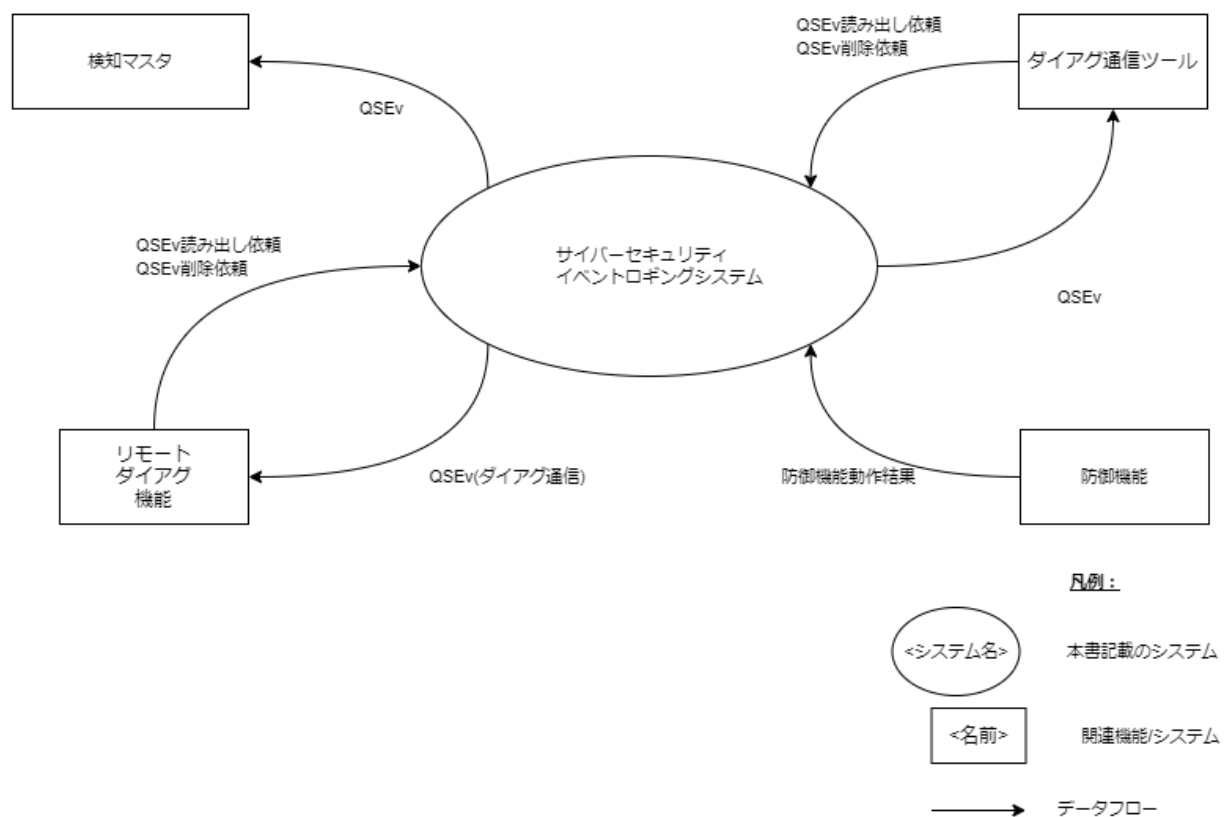 検知マスタ
QSEv
QSEv読み出し依頼
QSEv削除依頼
ダイアグ通信ツール
QSEv読み出し依頼
QSEv削除依頼
サイバーセキュリティ
イベントロギングシステム
QSEv
リモート
ダイアグ
機能
QSEv(ダイアグ通信)
防御機能動作結果
防御機能
凡例：
<システム名>
本書記載のシステム
<名前>
関連機能/システム
データフロー